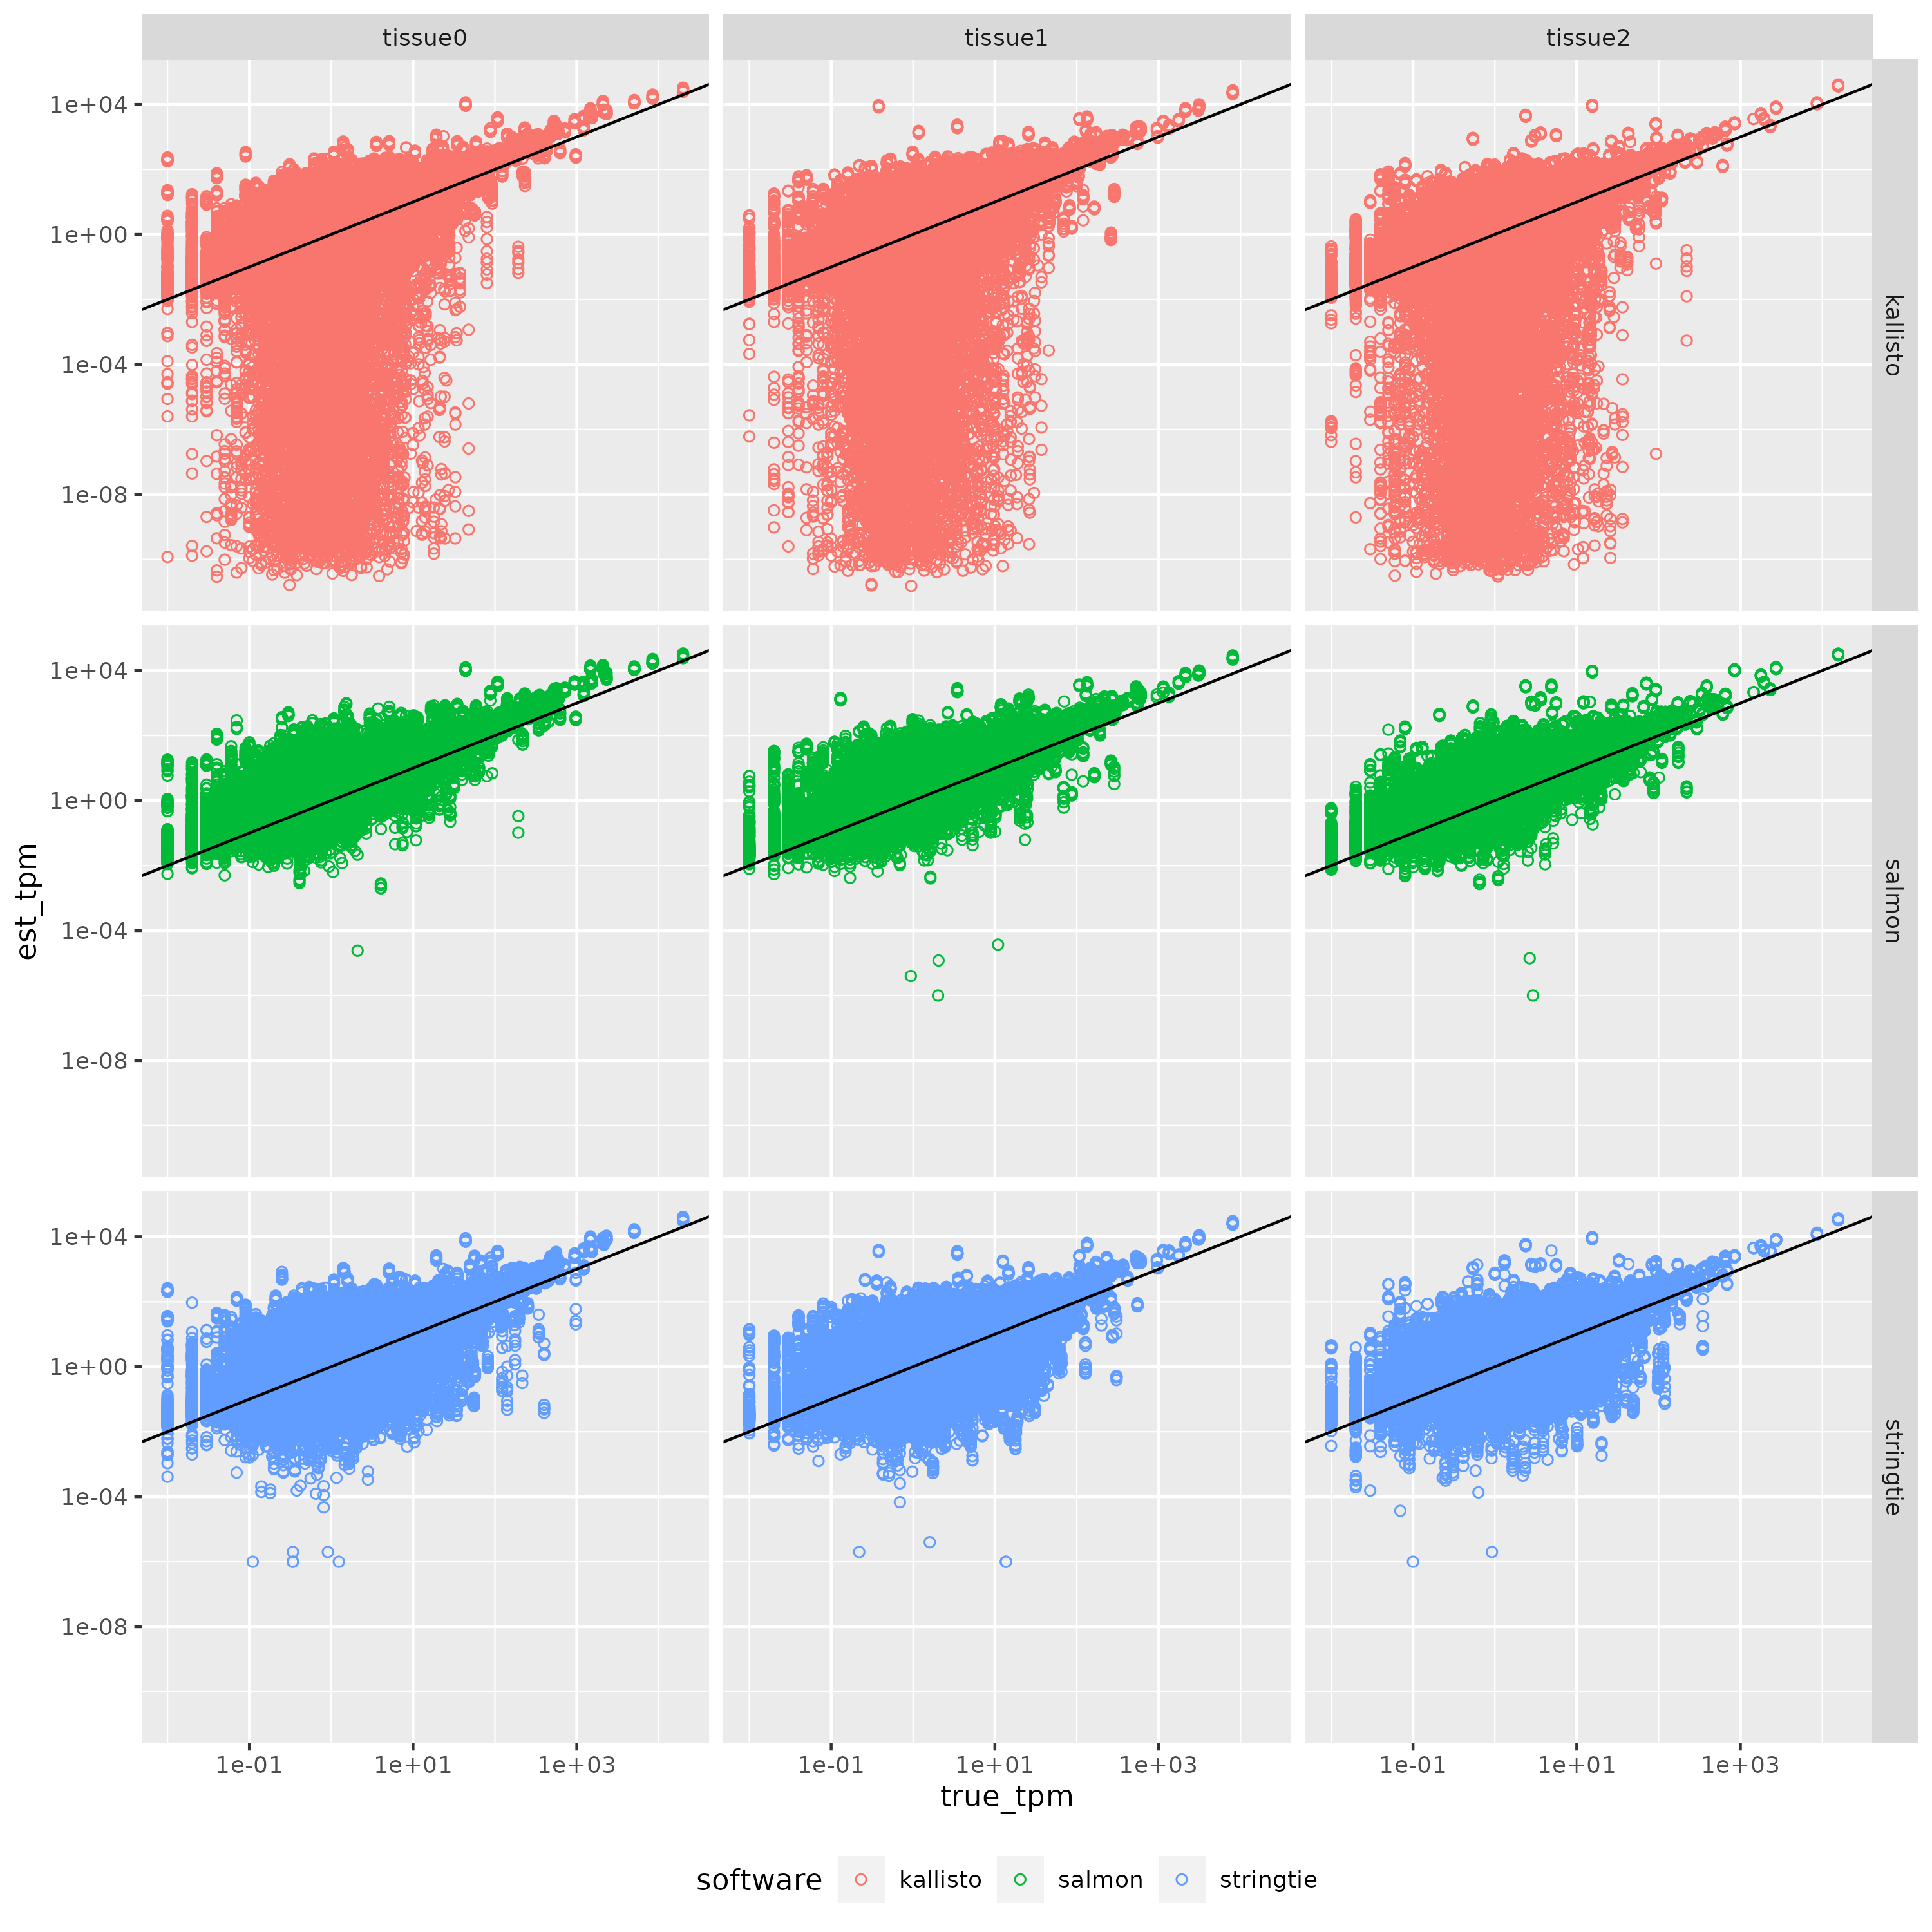 tissue0 tissue1 tissue2
1e+04
1e+00
1e-04
1e-08
kallisto
1e+04
1e+00
1e-04
1e-08
salmon
est_tpm
1e+04
1e+00
1e-04
1e-08
stringtie
1e-01 1e+01 1e+03 1e-01 1e+01 1e+03 1e-01 1e+01 1e+03
true_tpm
software kallisto salmon stringtie